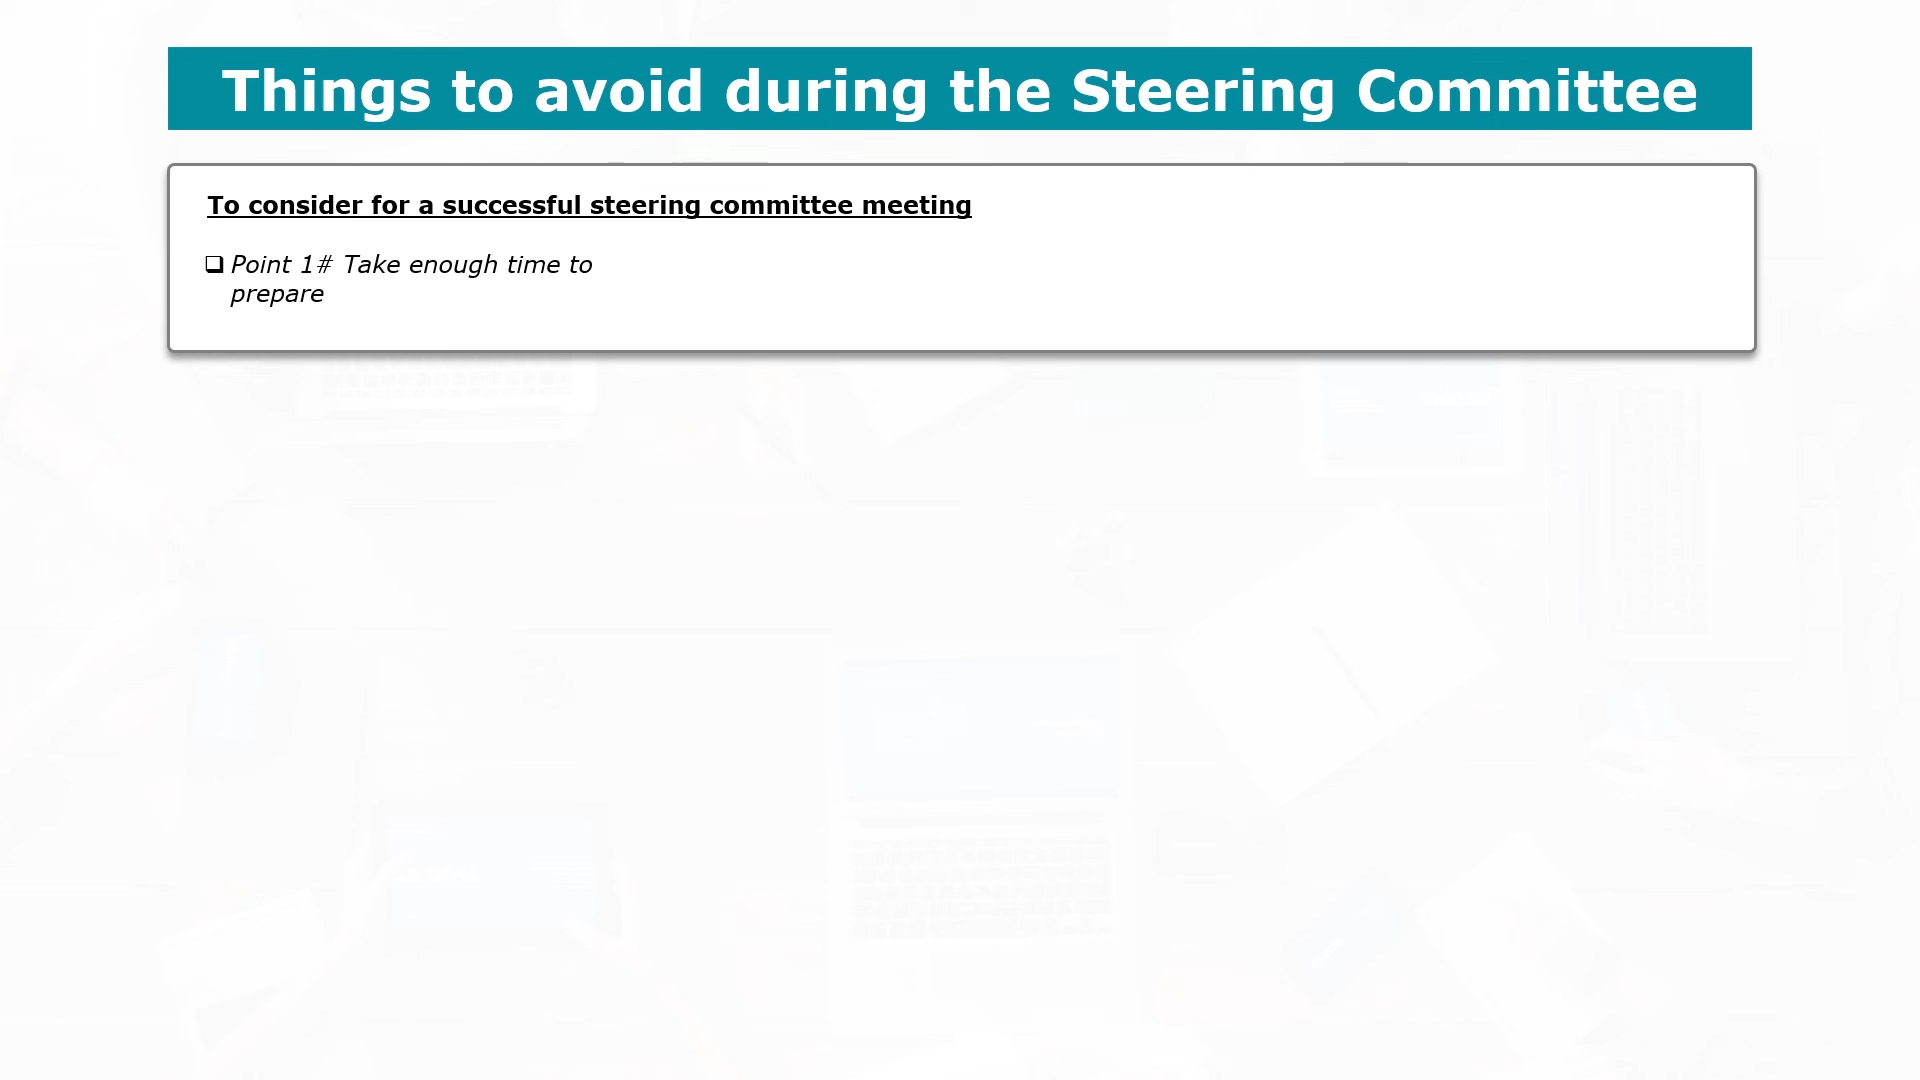 Things to avoid during the Steering Committee
To consider for a successful steering committee meeting
❑ Point 1# Take enough time to
prepare